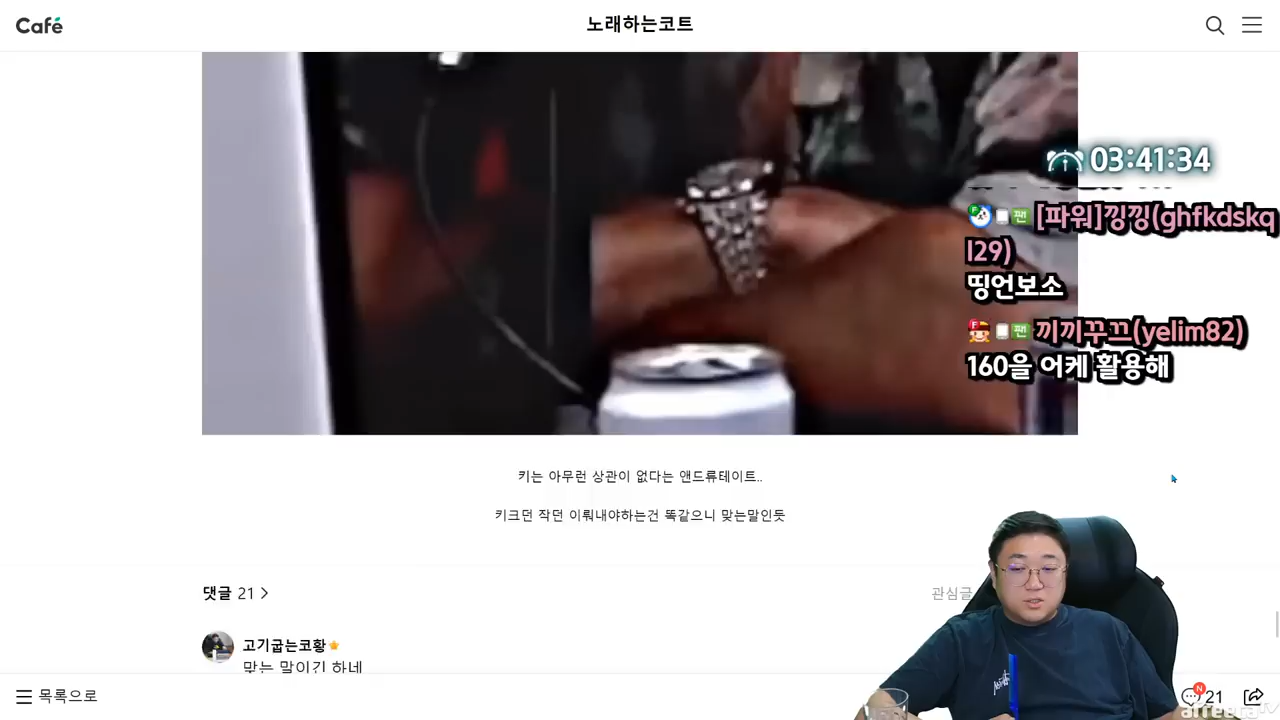 Café
노래하는코트
03:41:34
[파워]낑낑(ghfkdskq
l29)
띵언보소
끼끼꾸끄(yelim82)
160을 어케 활용해
키는 아무런 상관이 없다는 앤드류테이트..
키크던 작던 이뤄내야하는건 똑같으니 맞는말인듯
댓글 21
관심글
고기굽는코황
맞는 말이긴 하네
목록으로
N
21
afreecaTV